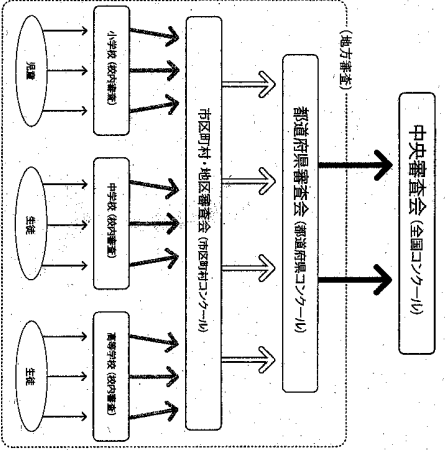 中央審査会(全国コンクール)
(地方審査)
都道府県審査会(都道府県コンクール)
市区町村・地区審査会(市区町村コンクール)
小学校(校内審査)
中学校(校内審査)
高等学校(校内審査)
児童
生徒
生徒